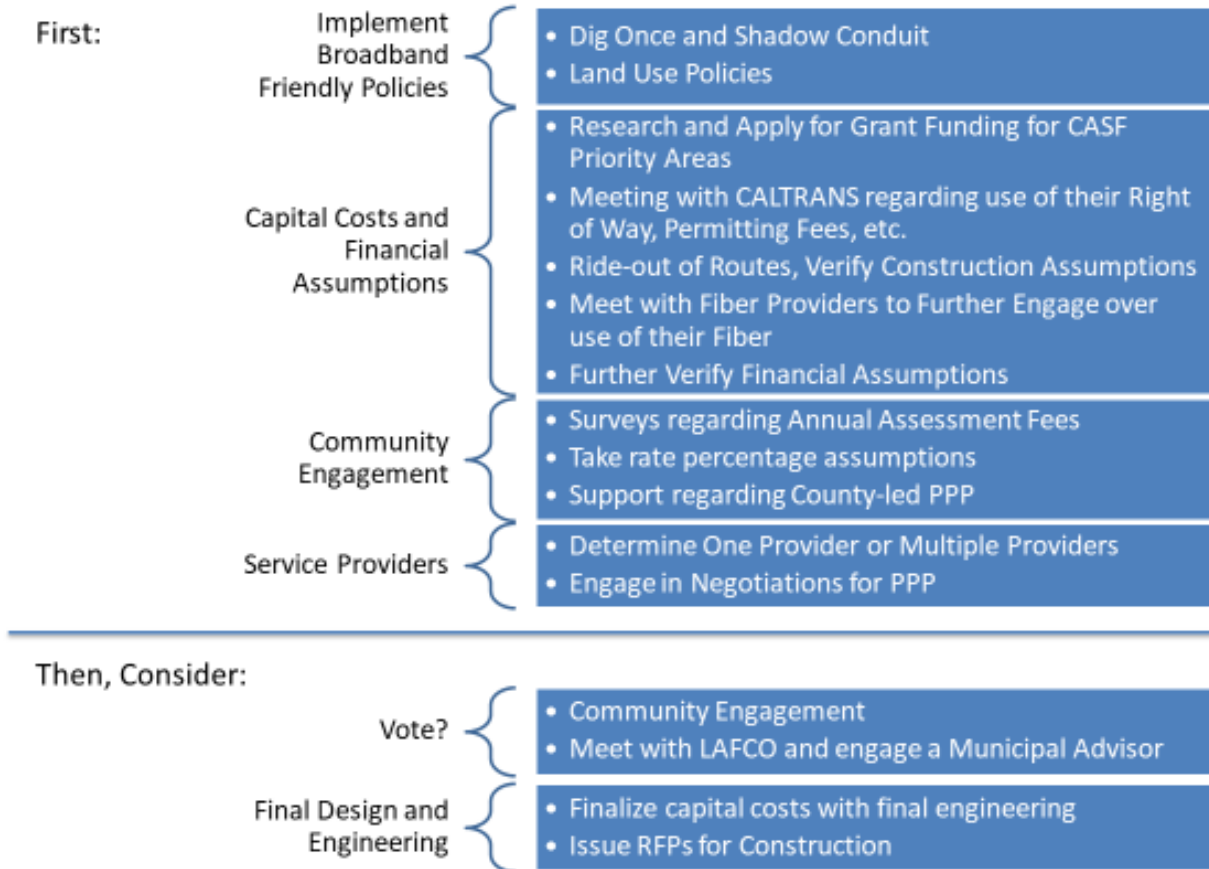 First:
Implement
Broadband
Friendly Policies
• Dig Once and Shadow Conduit
• Land Use Policies
Capital Costs and
Financial
Assumptions
• Research and Apply for Grant Funding for CASF
Priority Areas
• Meeting with CALTRANS regarding use of their Right
of Way, Permitting Fees, etc.
• Ride-out of Routes, Verify Construction Assumptions
• Meet with Fiber Providers to Further Engage over
use of their Fiber
• Further Verify Financial Assumptions
Community
Engagement
• Surveys regarding Annual Assessment Fees
• Take rate percentage assumptions
• Support regarding County-led PPP
Service Providers
• Determine One Provider or Multiple Providers
• Engage in Negotiations for PPP
Then, Consider:
Vote?
• Community Engagement
• Meet with LAFCO and engage a Municipal Advisor
Final Design and
Engineering
• Finalize capital costs with final engineering
• Issue RFPs for Construction